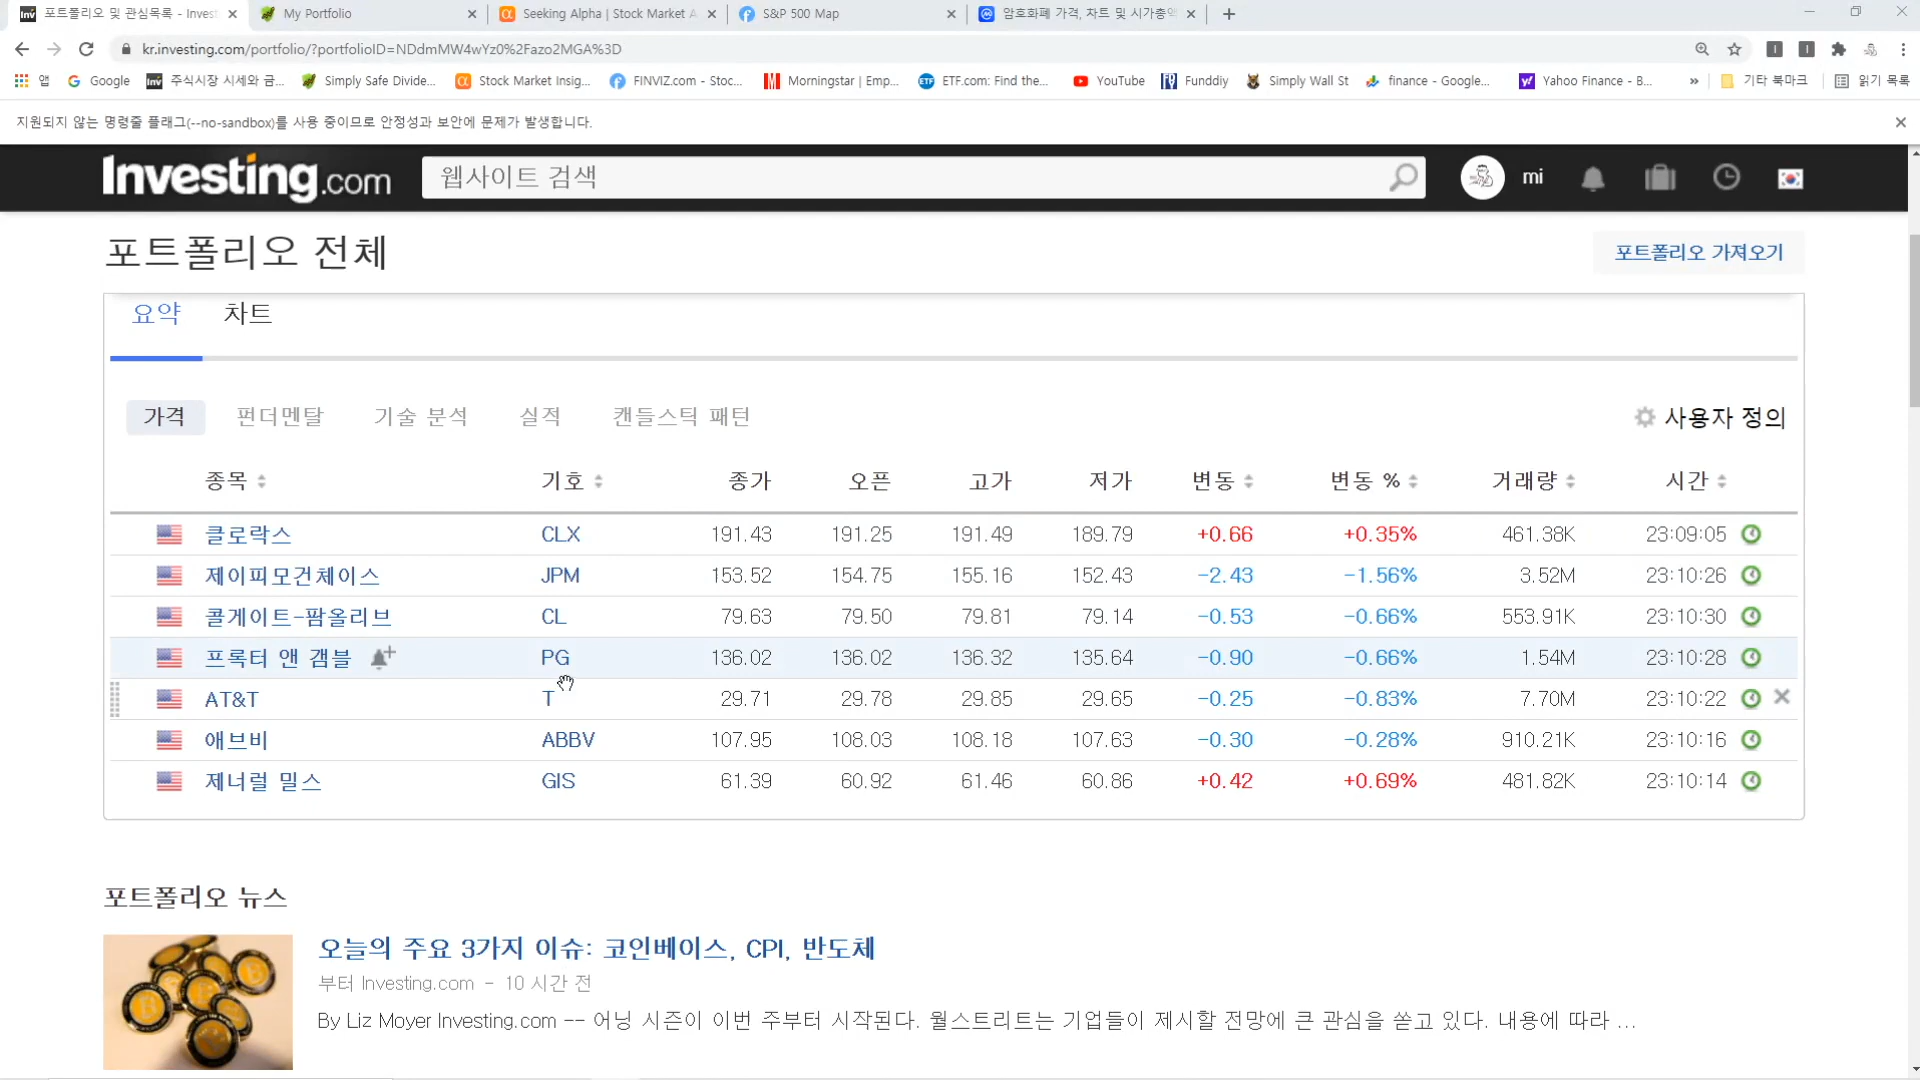 포트폴리오 및 관심목록 - Invest
My Portfolio
Seeking Alpha | Stock Market A
S&P 500 Map
암호화폐 가격, 차트 및 시가총액
kr.investing.com/portfolio/?portfolioID=NDdmMW4wYz0%2Fazo2MGA%3D
앱
Google
주식시장 시세와 금...
Simply Safe Divide...
Stock Market Insig...
FINVIZ.com - Stoc...
Morningstar | Emp...
ETF.com: Find the...
YouTube
Funddiy
Simply Wall St
finance - Google...
Yahoo Finance - B...
»
기타 북마크
읽기 목록
지원되지 않는 명령줄 플래그(--no-sandbox)를 사용 중이므로 안정성과 보안에 문제가 발생합니다.
Investing.com
웹사이트 검색
mi
포트폴리오 전체
포트폴리오 가져오기
요약 차트
가격 펀더멘탈 기술 분석 실적 캔들스틱 패턴
사용자 정의
종목 기호 종가 오픈 고가 저가 변동 변동 % 거래량 시간
클로락스 CLX 191.43 191.25 191.49 189.79 +0.66 +0.35% 461.38K 23:09:05
제이피모건체이스 JPM 153.52 154.75 155.16 152.43 -2.43 -1.56% 3.52M 23:10:26
콜게이트-팜올리브 CL 79.63 79.50 79.81 79.14 -0.53 -0.66% 553.91K 23:10:30
프록터 앤 갬블 PG 136.02 136.02 136.32 135.64 -0.90 -0.66% 1.54M 23:10:28
AT&T T 29.71 29.78 29.85 29.65 -0.25 -0.83% 7.70M 23:10:22
애브비 ABBV 107.95 108.03 108.18 107.63 -0.30 -0.28% 910.21K 23:10:16
제너럴 밀스 GIS 61.39 60.92 61.46 60.86 +0.42 +0.69% 481.82K 23:10:14
포트폴리오 뉴스
오늘의 주요 3가지 이슈: 코인베이스, CPI, 반도체
부터 Investing.com - 10 시간 전
By Liz Moyer Investing.com -- 어닝 시즌이 이번 주부터 시작된다. 월스트리트는 기업들이 제시할 전망에 큰 관심을 쏟고 있다. 내용에 따라 ...